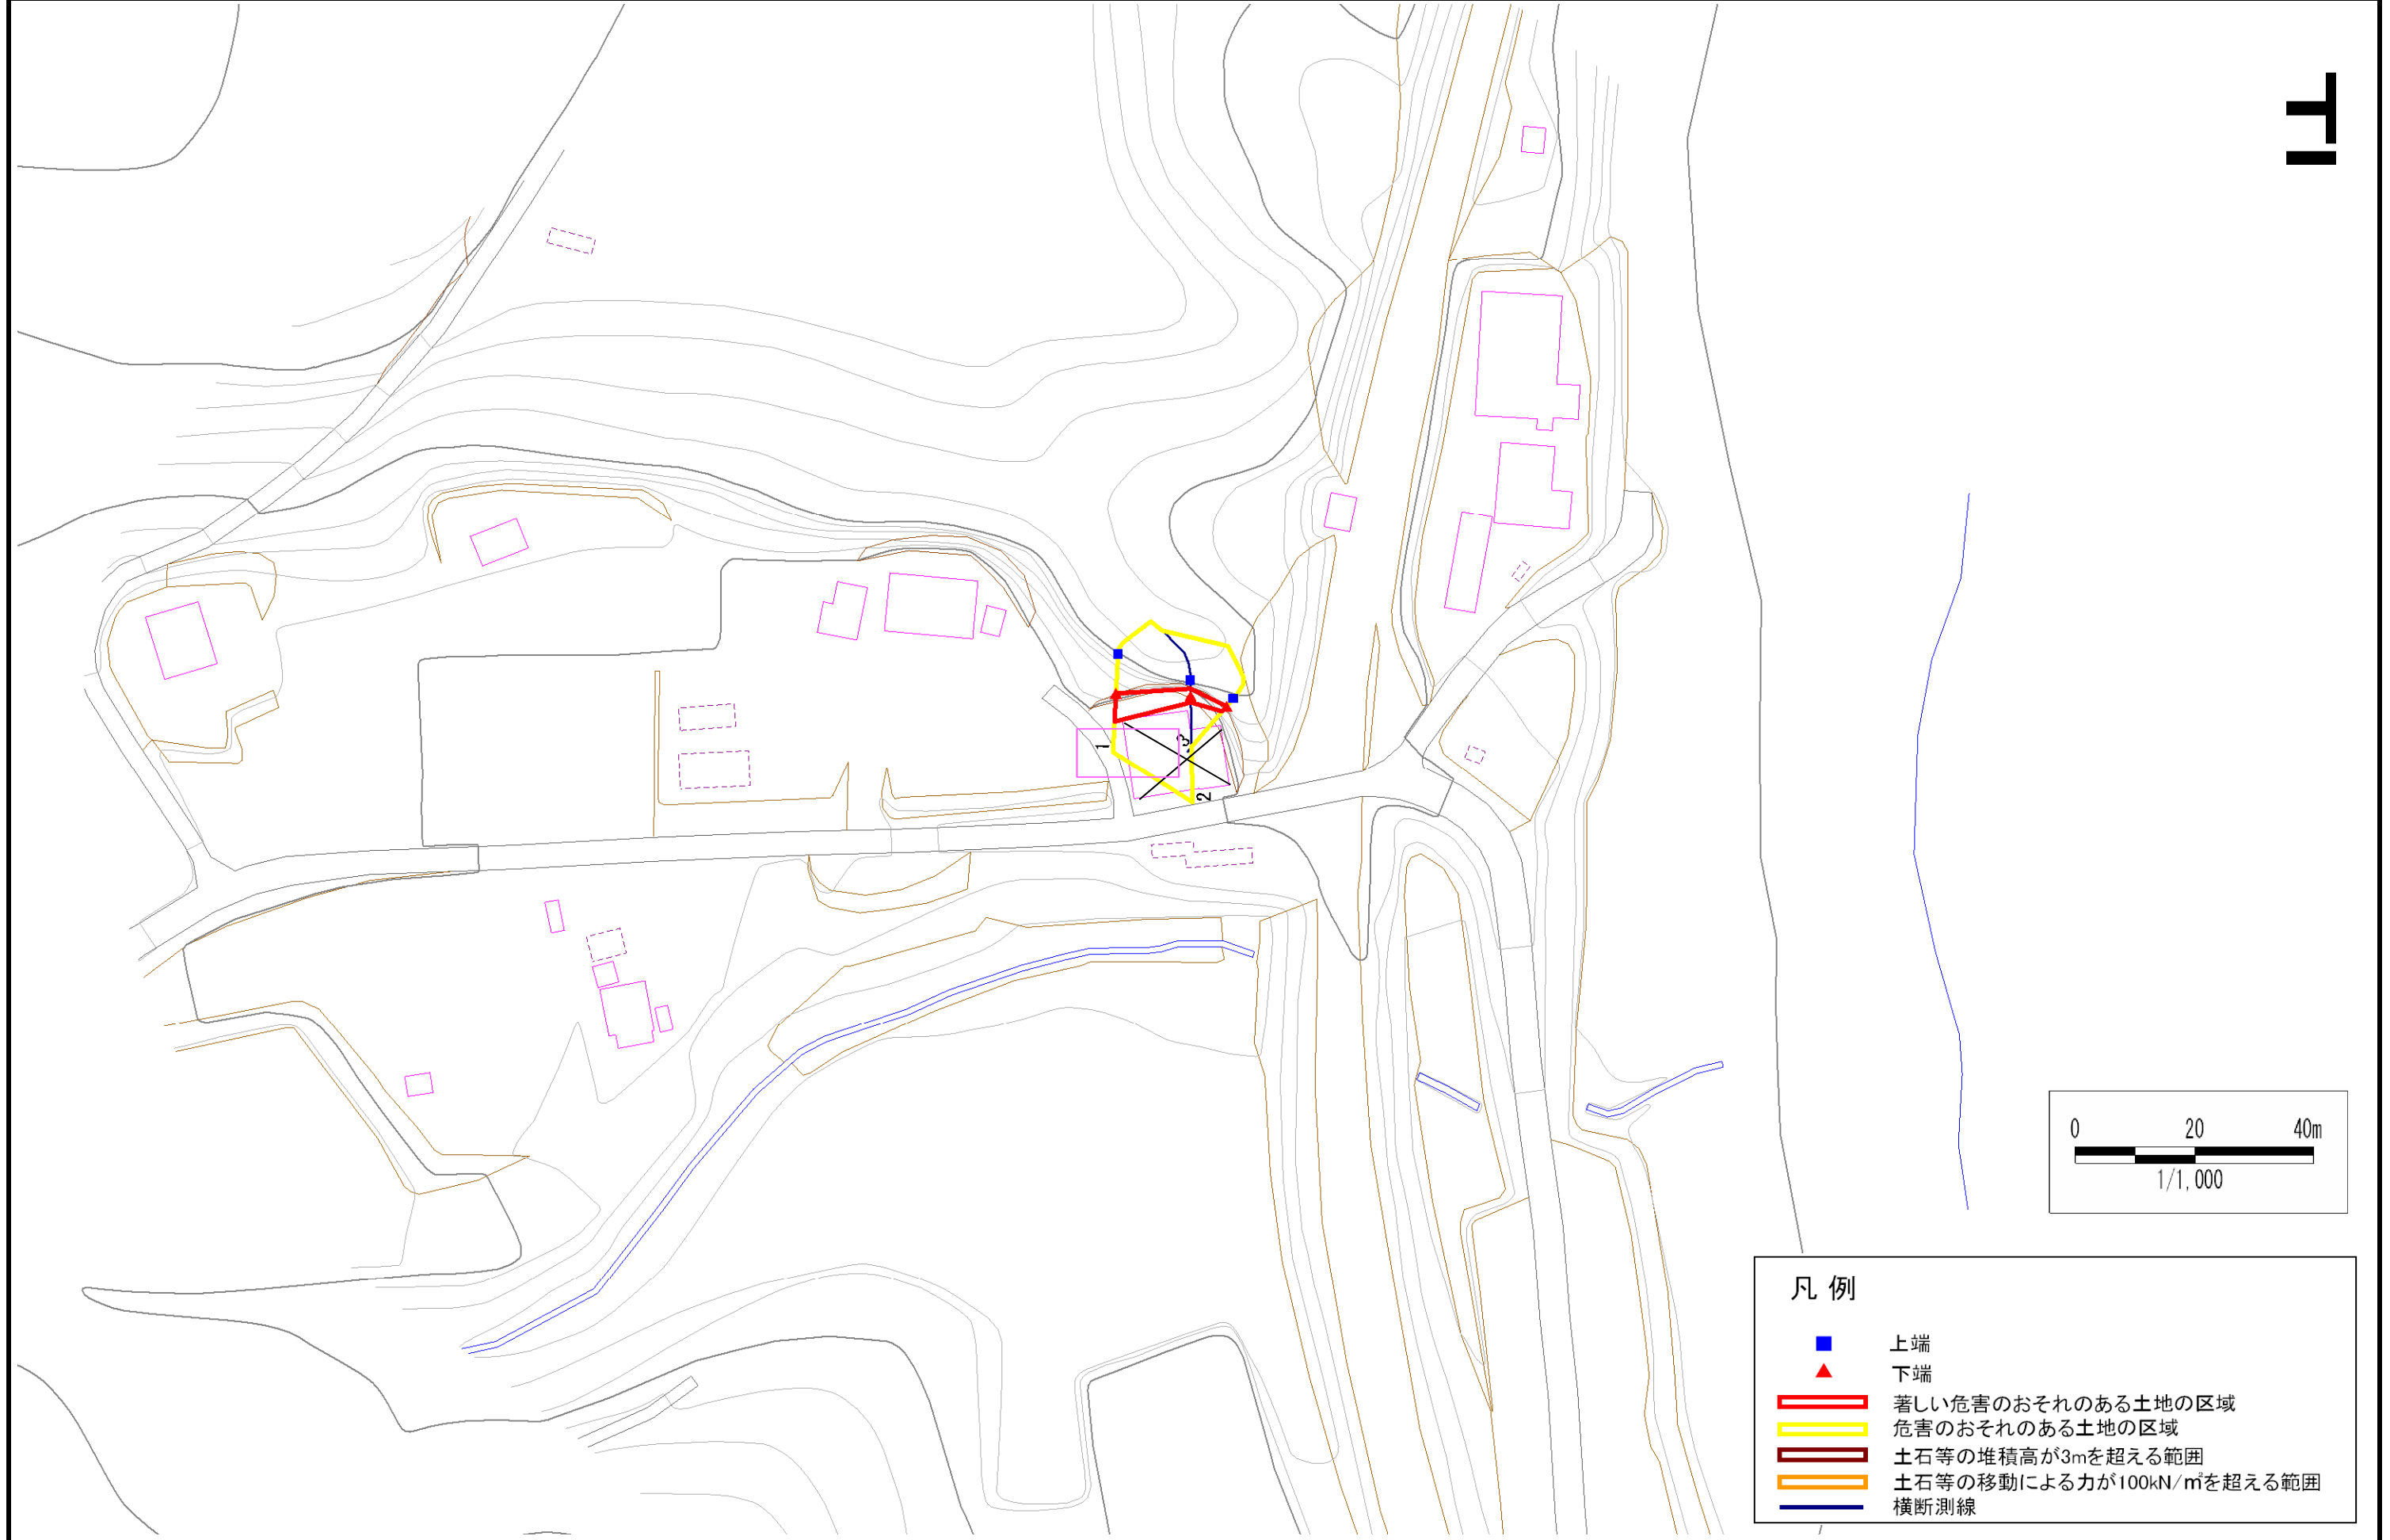 1
3
2
0 20 40m
1/1,000
凡 例
上端
下端
著しい危害のおそれのある土地の区域
危害のおそれのある土地の区域
土石等の堆積高が3mを超える範囲
土石等の移動による力が100kN/㎡を超える範囲
横断測線